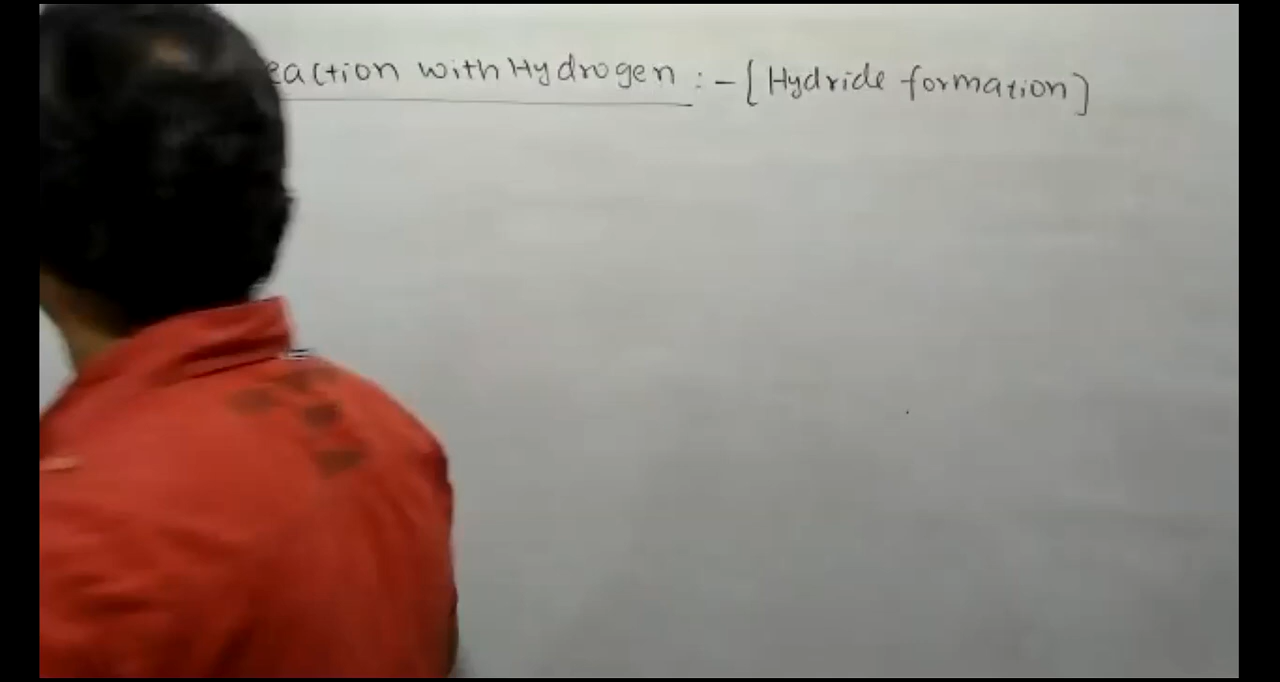 eaction with Hydrogen :- [Hydride formation]